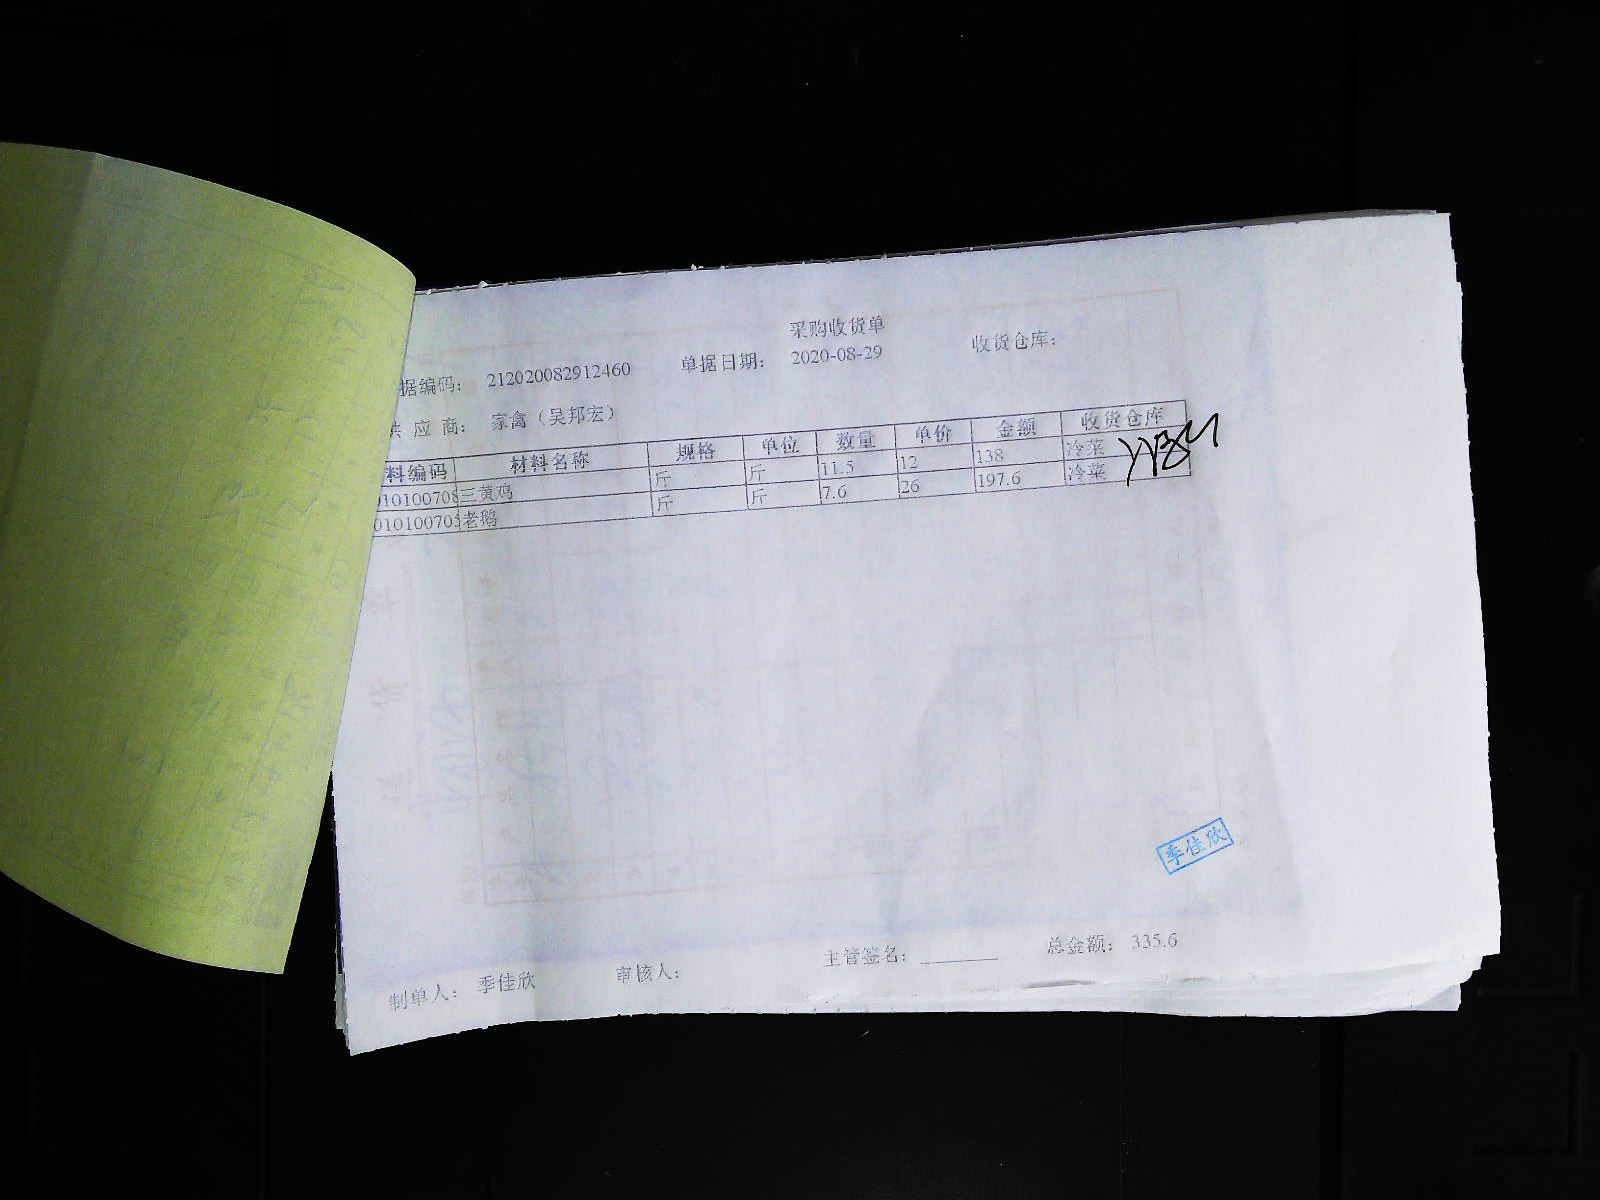 采购收货单
据编码： 212020082912460 单据日期： 2020-08-29 收货仓库：
供 应 商： 家禽（吴邦宏）
料编码 材料名称 规格 单位 数量 单价 金额 收货仓库
010100708 三黄鸡 斤 斤 11.5 12 138 冷菜
010100705 老鹅 斤 斤 7.6 26 197.6 冷菜
季佳欣
制单人： 季佳欣 审核人： 主管签名： ________ 总金额： 335.6